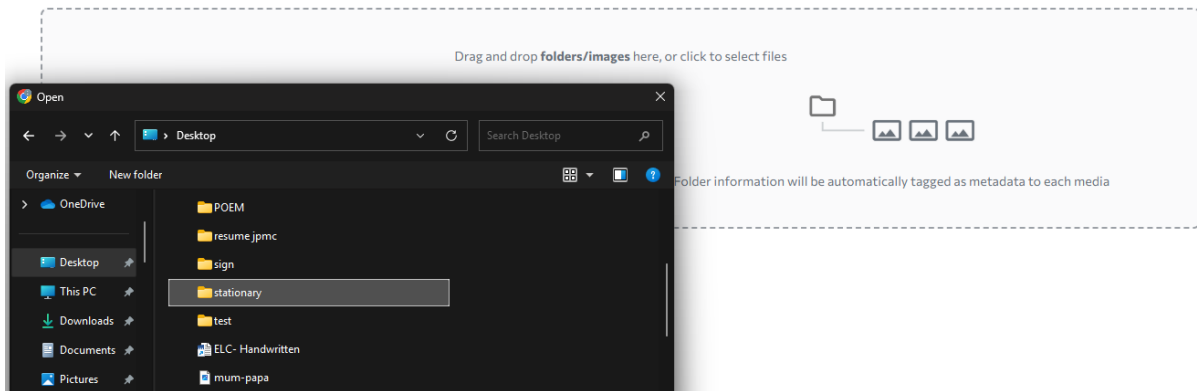 Drag and drop folders/images here, or click to select files
Folder information will be automatically tagged as metadata to each media
Open
Desktop
Search Desktop
Organize
New folder
OneDrive
Desktop
This PC
Downloads
Documents
Pictures
POEM
resume jpmc
sign
stationary
test
ELC- Handwritten
mum-papa